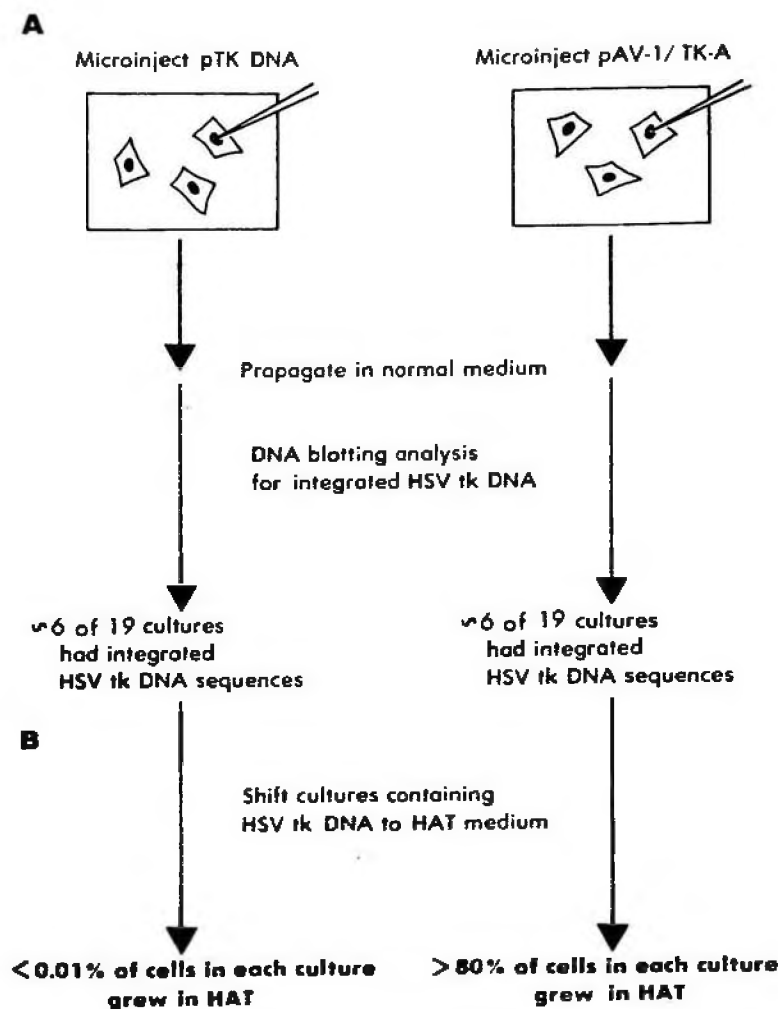 A
Microinject pTK DNA
Microinject pAV-1/ TK-A
Propagate in normal medium
DNA blotting analysis
for integrated HSV tk DNA
~6 of 19 cultures
had integrated
HSV tk DNA sequences
~6 of 19 cultures
had integrated
HSV tk DNA sequences
B
Shift cultures containing
HSV tk DNA to HAT medium
<0.01% of cells in each culture
grew in HAT
>80% of cells in each culture
grew in HAT